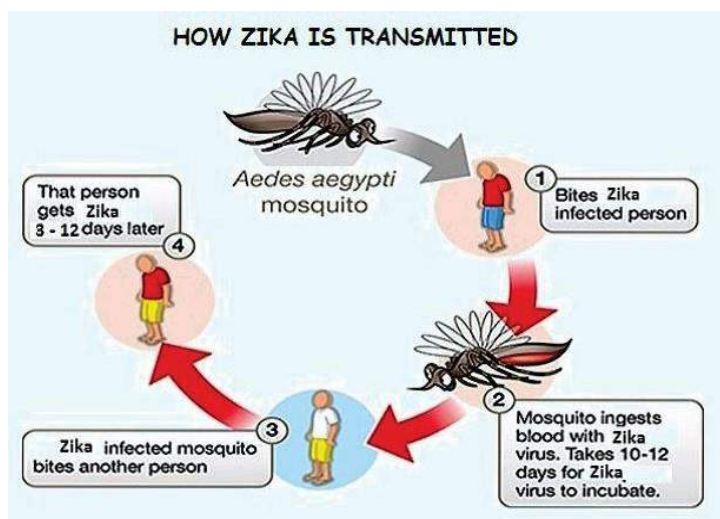 HOW ZIKA IS TRANSMITTED
Aedes aegypti
mosquito
1
Bites Zika
infected person
2
Mosquito ingests
blood with Zika
virus. Takes 10-12
days for Zika
virus to incubate.
3
Zika infected mosquito
bites another person
4
That person
gets Zika
3 - 12 days later